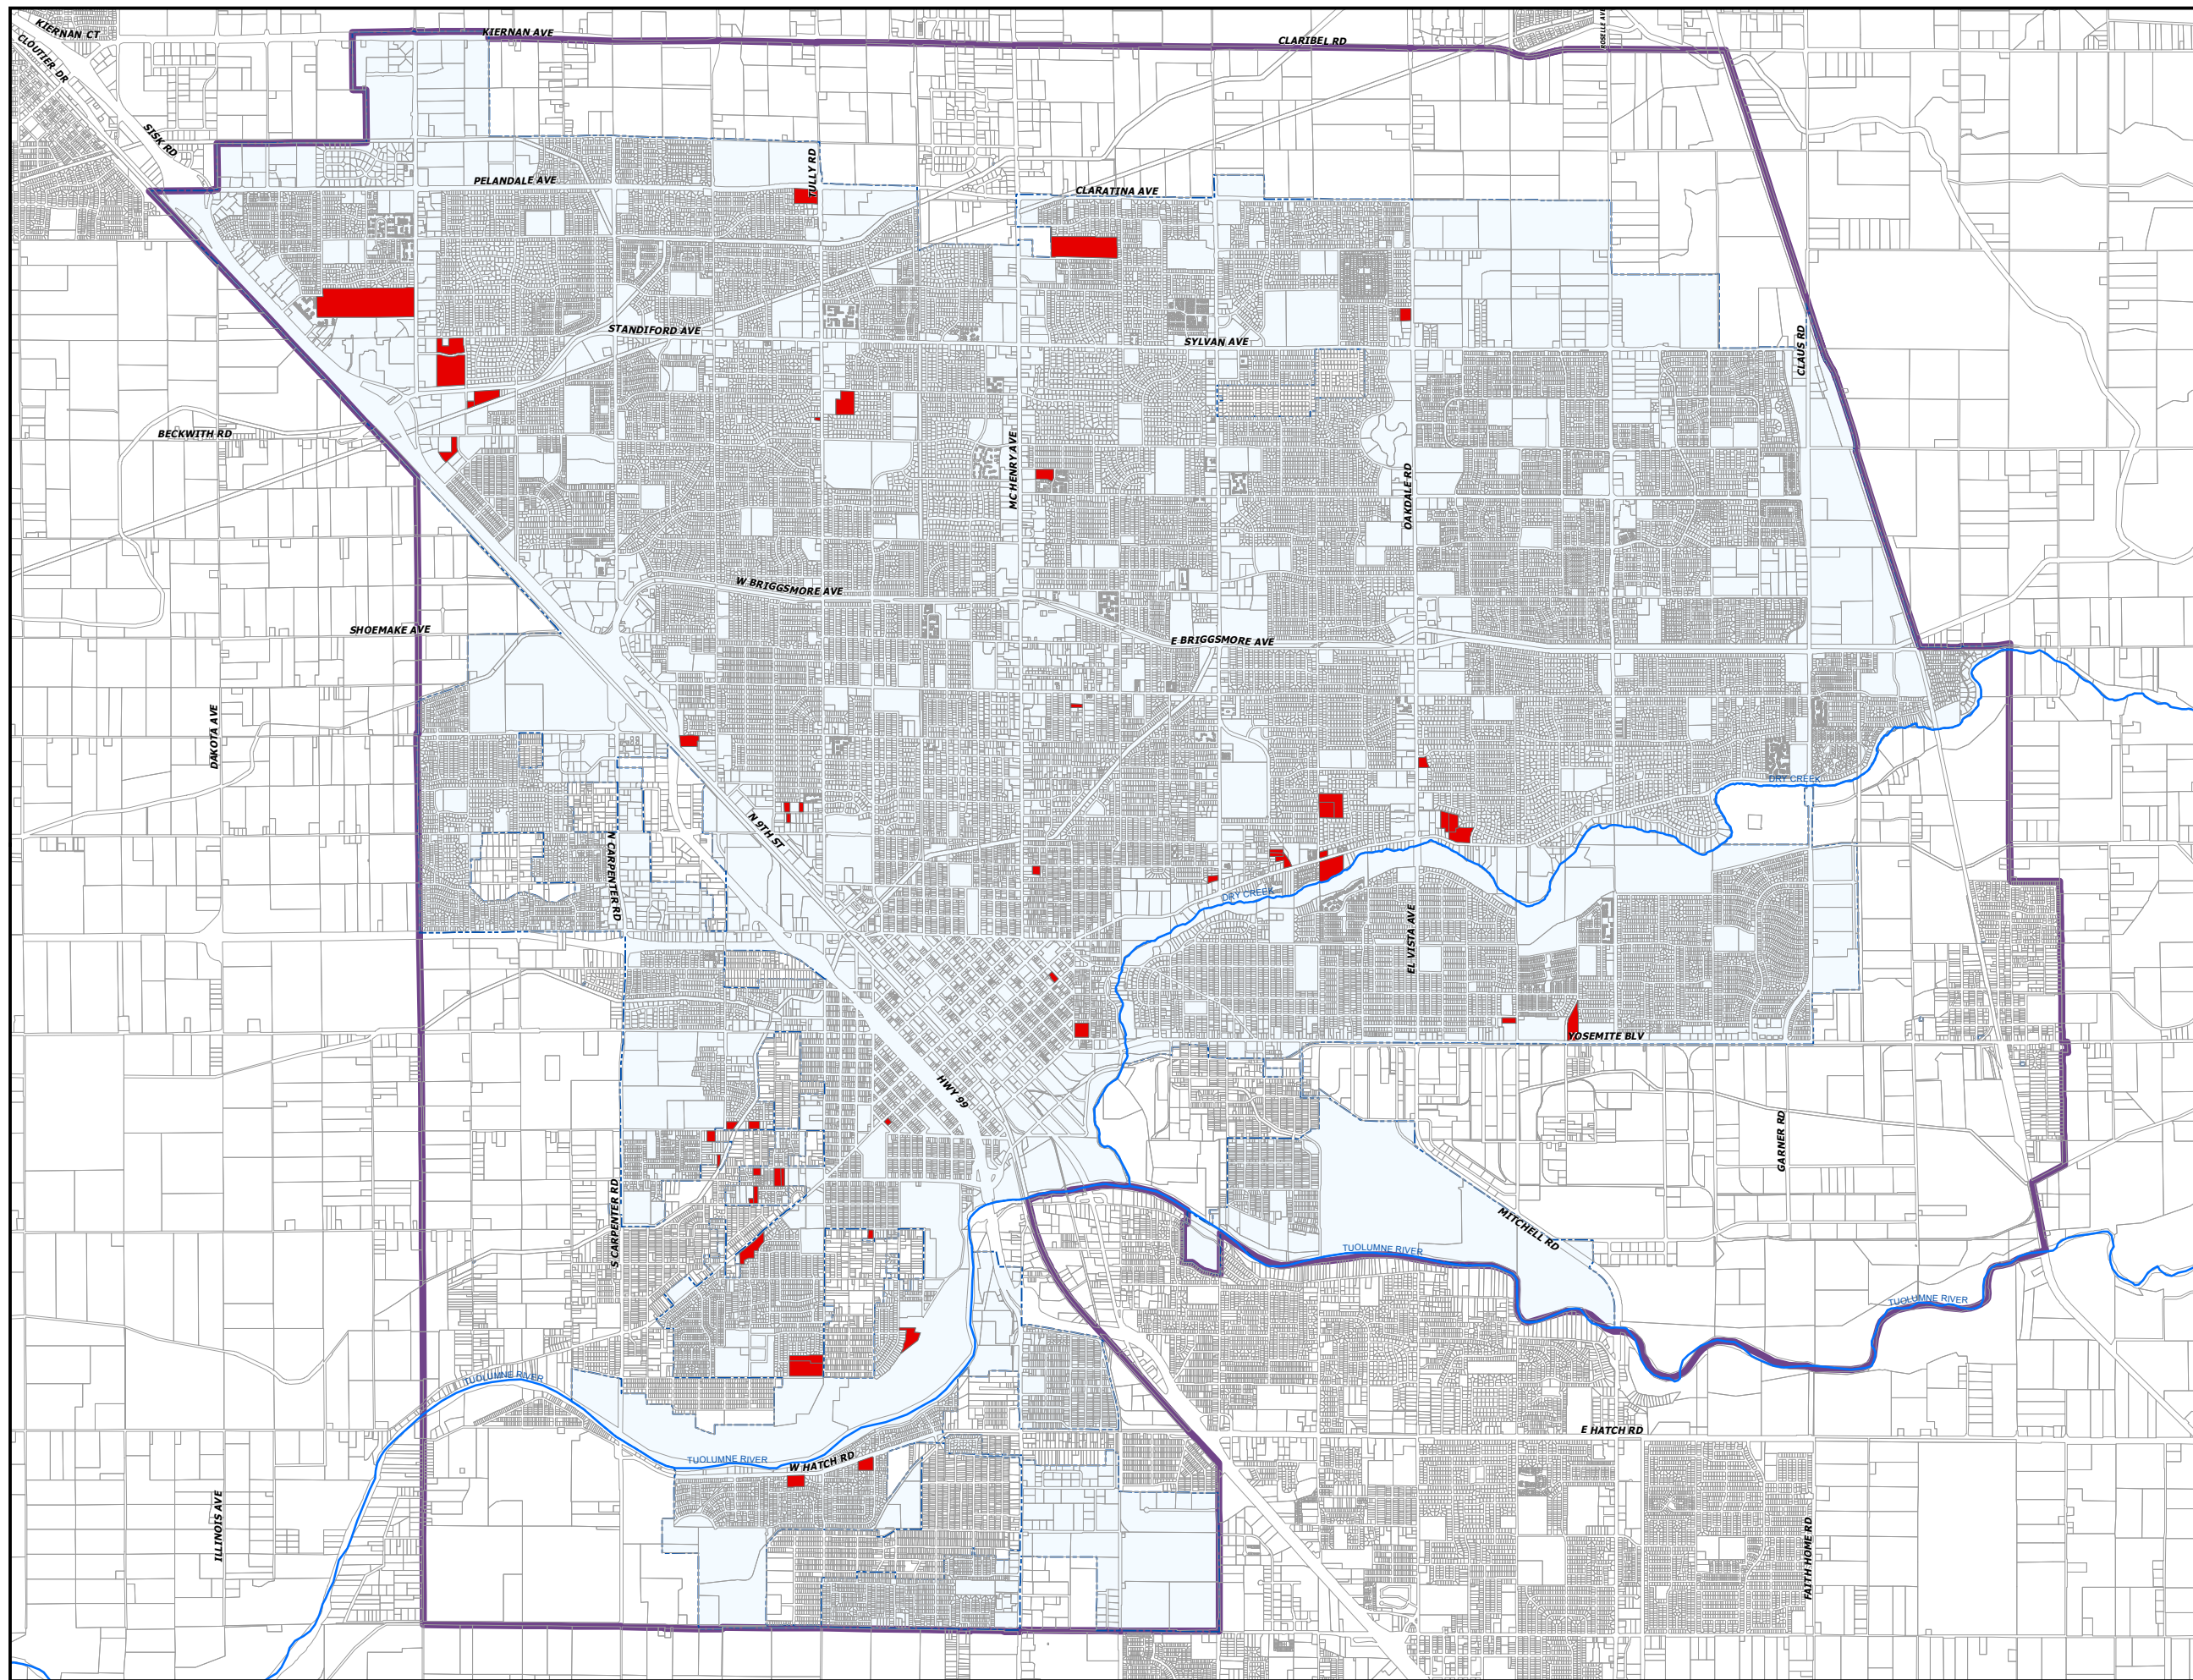 KIERNAN CT
CLOUTIER DR
SISK RD
KIERNAN AVE
CLARIBEL RD
ROSELLE AVE
TULLY RD
PELANDALE AVE
CLARATINA AVE
STANDIFORD AVE
SYLVAN AVE
CLAUS RD
BECKWITH RD
MC HENRY AVE
OAKDALE RD
W BRIGGSMORE AVE
SHOEMAKE AVE
E BRIGGSMORE AVE
DAKOTA AVE
DRY CREEK
N 9TH ST
N CARPENTER RD
DRY CREEK
EL VISTA AVE
YOSEMITE BLV
HWY 99
GARNER RD
S CARPENTER RD
MITCHELL RD
TUOLUMNE RIVER
TUOLUMNE RIVER
TUOLUMNE RIVER
E HATCH RD
TUOLUMNE RIVER
W HATCH RD
ILLINOIS AVE
FAITH HOME RD